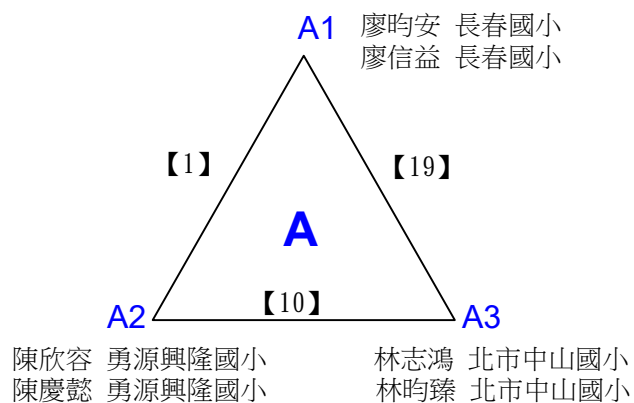 A1
廖昀安 長春國小
廖信益 長春國小
【1】
【19】
A
【10】
A2
A3
陳欣容 勇源興隆國小
陳慶懿 勇源興隆國小
林志鴻 北市中山國小
林昀臻 北市中山國小